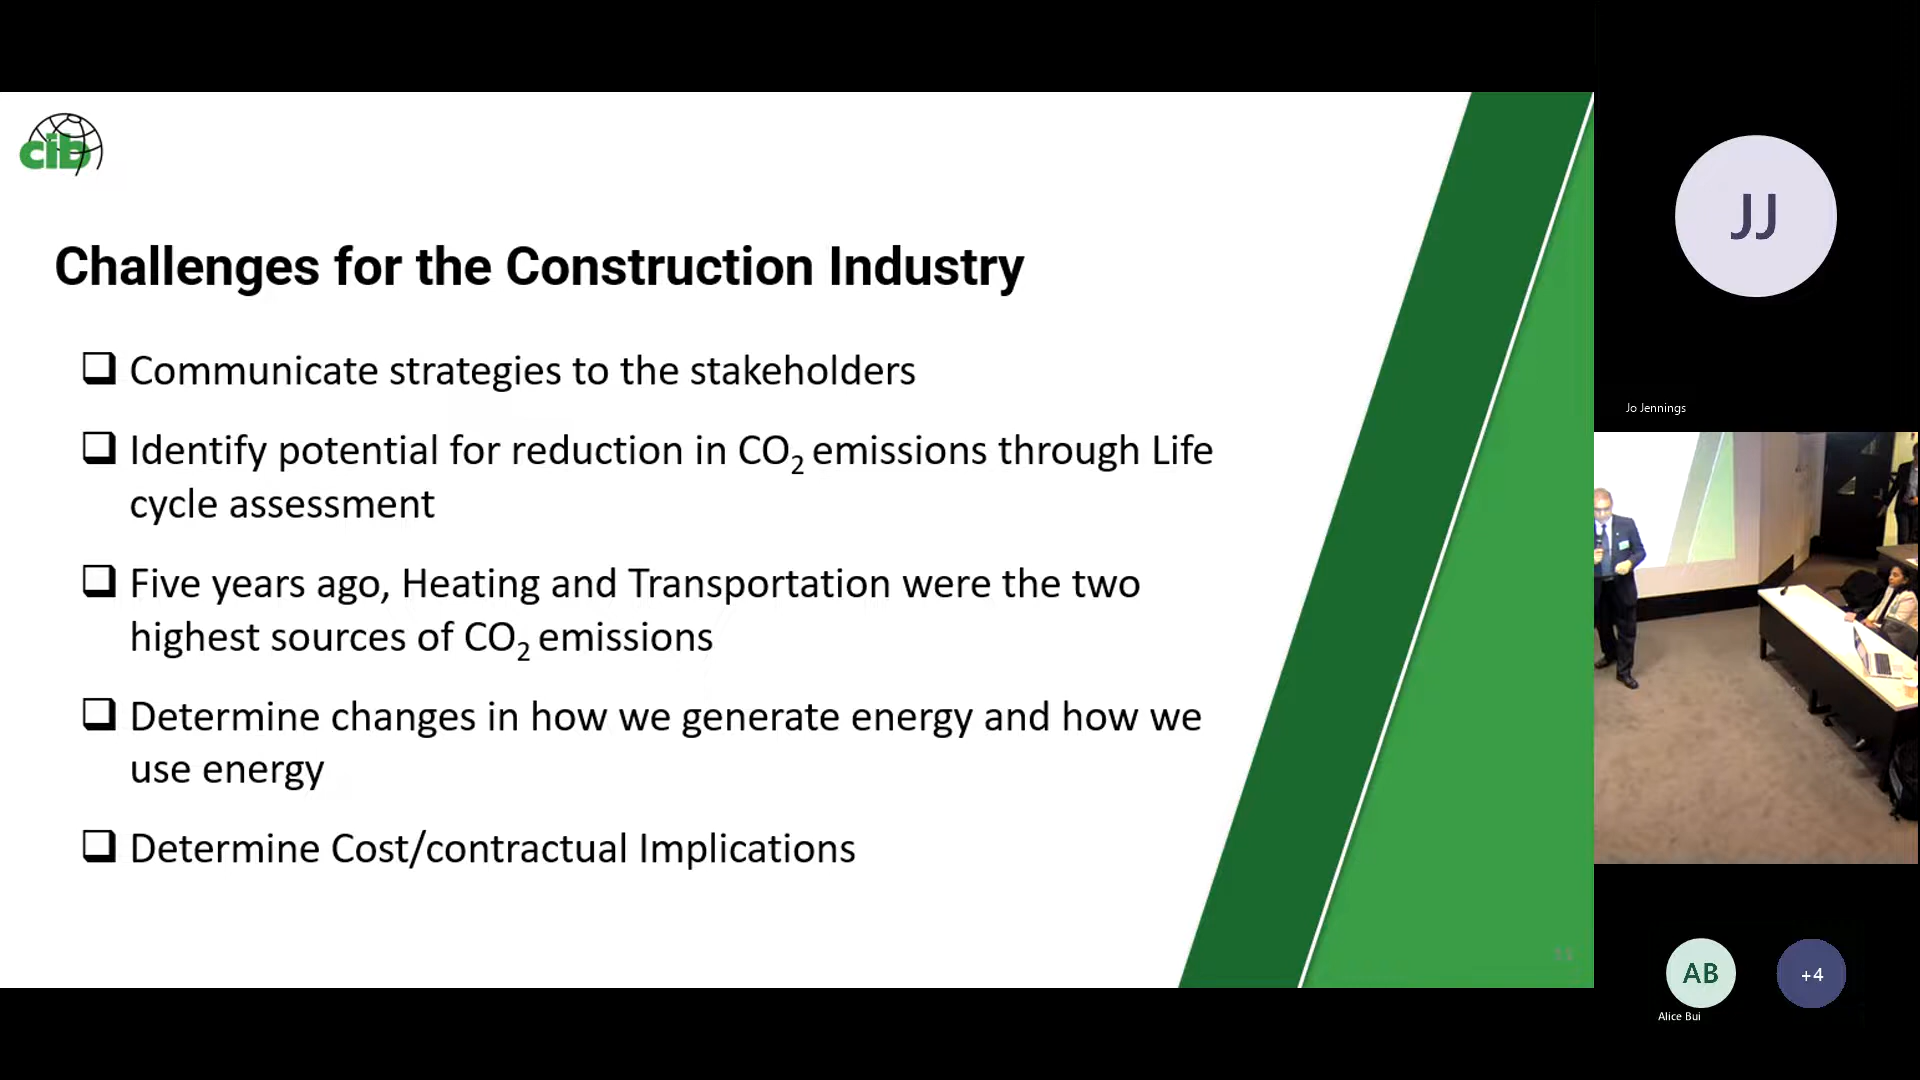 cib
Challenges for the Construction Industry
Communicate strategies to the stakeholders
Identify potential for reduction in CO₂ emissions through Life
cycle assessment
Five years ago, Heating and Transportation were the two
highest sources of CO₂ emissions
Determine changes in how we generate energy and how we
use energy
Determine Cost/contractual Implications
JJ
Jo Jennings
AB
+4
Alice Bui